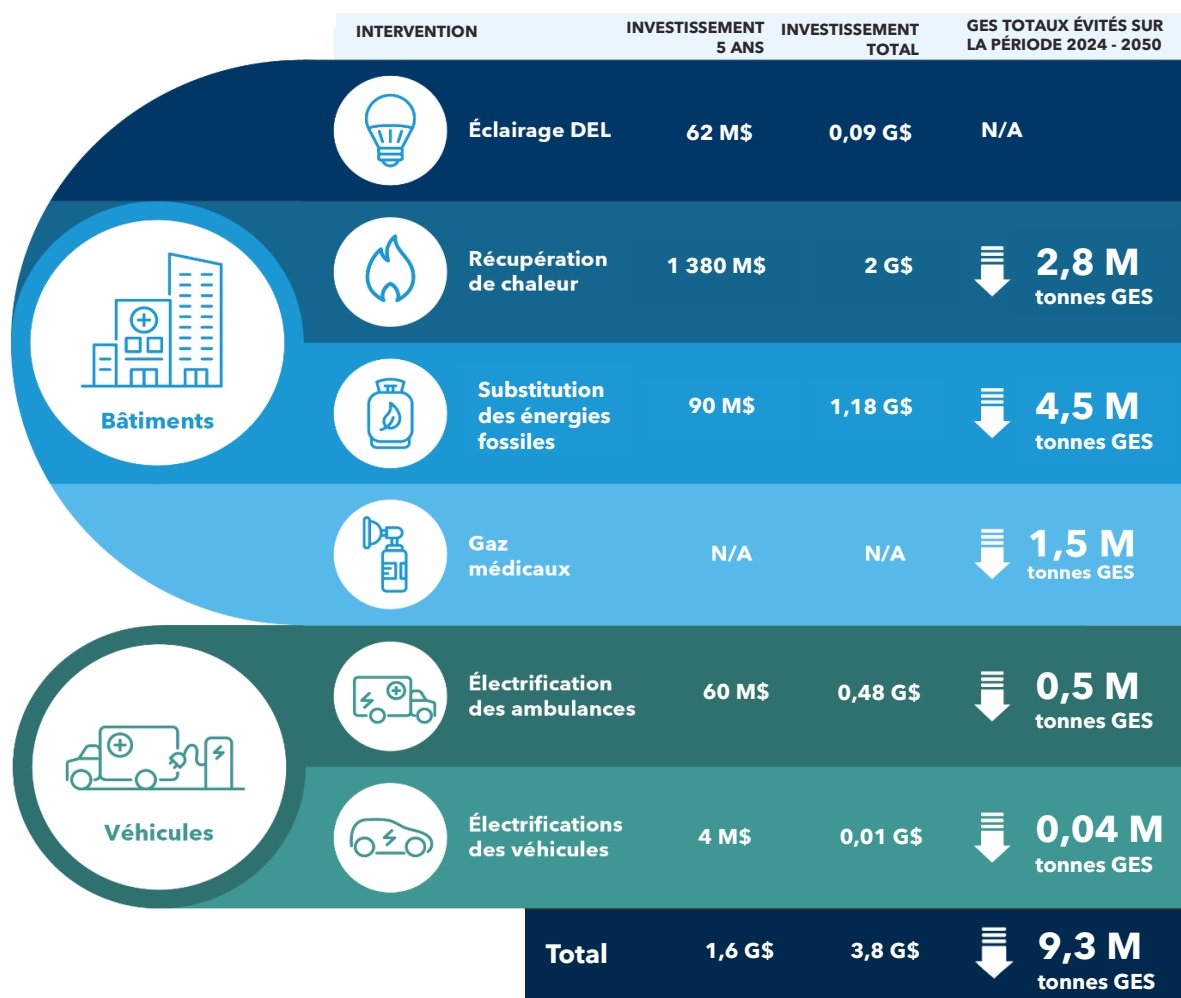 INTERVENTION
INVESTISSEMENT
5 ANS
INVESTISSEMENT
TOTAL
GES TOTAUX ÉVITÉS SUR
LA PÉRIODE 2024 - 2050
Bâtiments
Éclairage DEL
62 M$
0,09 G$
N/A
Récupération
de chaleur
1 380 M$
2 G$
2,8 M
tonnes GES
Substitution
des énergies
fossiles
90 M$
1,18 G$
4,5 M
tonnes GES
Gaz
médicaux
N/A
N/A
1,5 M
tonnes GES
Véhicules
Électrification
des ambulances
60 M$
0,48 G$
0,5 M
tonnes GES
Électrifications
des véhicules
4 M$
0,01 G$
0,04 M
tonnes GES
Total
1,6 G$
3,8 G$
9,3 M
tonnes GES